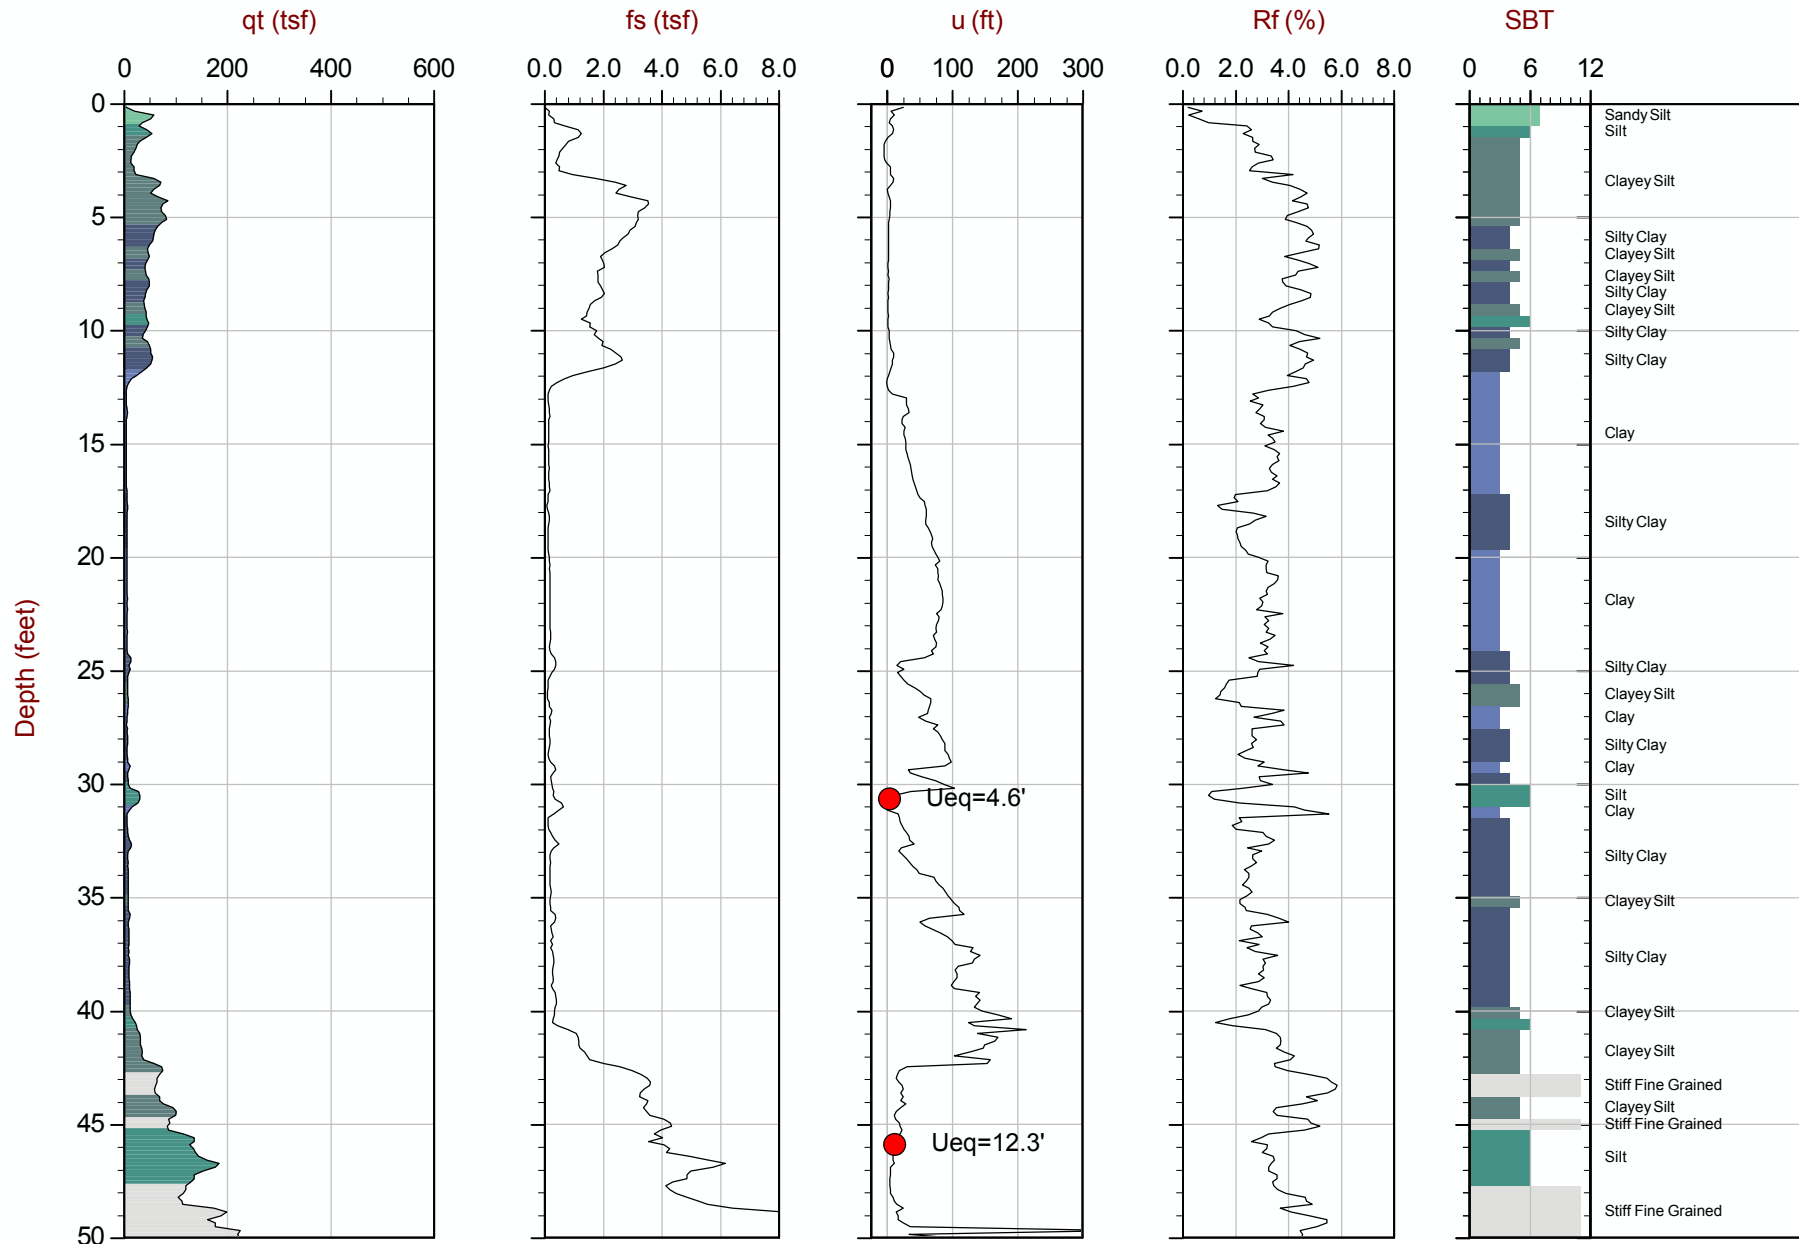 qt (tsf) fs (tsf) u (ft) Rf (%) SBT
0 200 400 600 0.0 2.0 4.0 6.0 8.0 0 100 200 300 0.0 2.0 4.0 6.0 8.0 0 6 12
0
Sandy Silt
Silt
Clayey Silt
5
Silty Clay
Clayey Silt
Clayey Silt
Silty Clay
Clayey Silt
10
Silty Clay
Silty Clay
15
Clay
Silty Clay
20
Clay
Depth (feet)
25
Silty Clay
Clayey Silt
Clay
Silty Clay
Clay
30
Ueq=4.6'
Silt
Clay
Silty Clay
35
Clayey Silt
Silty Clay
40
Clayey Silt
Clayey Silt
Stiff Fine Grained
Clayey Silt
45
Stiff Fine Grained
Ueq=12.3'
Silt
Stiff Fine Grained
50